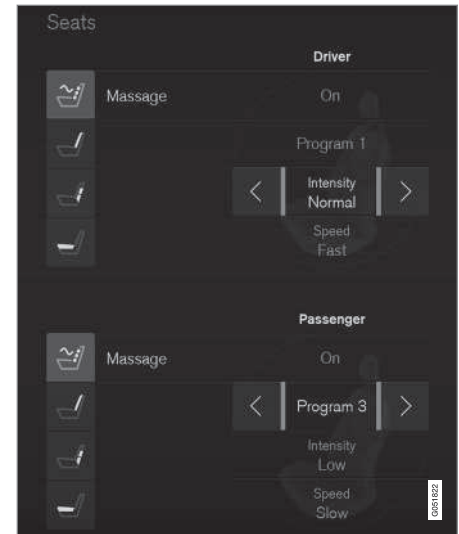 Seats
Driver
Massage On
Program 1
Intensity
Normal
Speed
Fast
Passenger
Massage On
Program 3
Intensity
Low
Speed
Slow
G051822